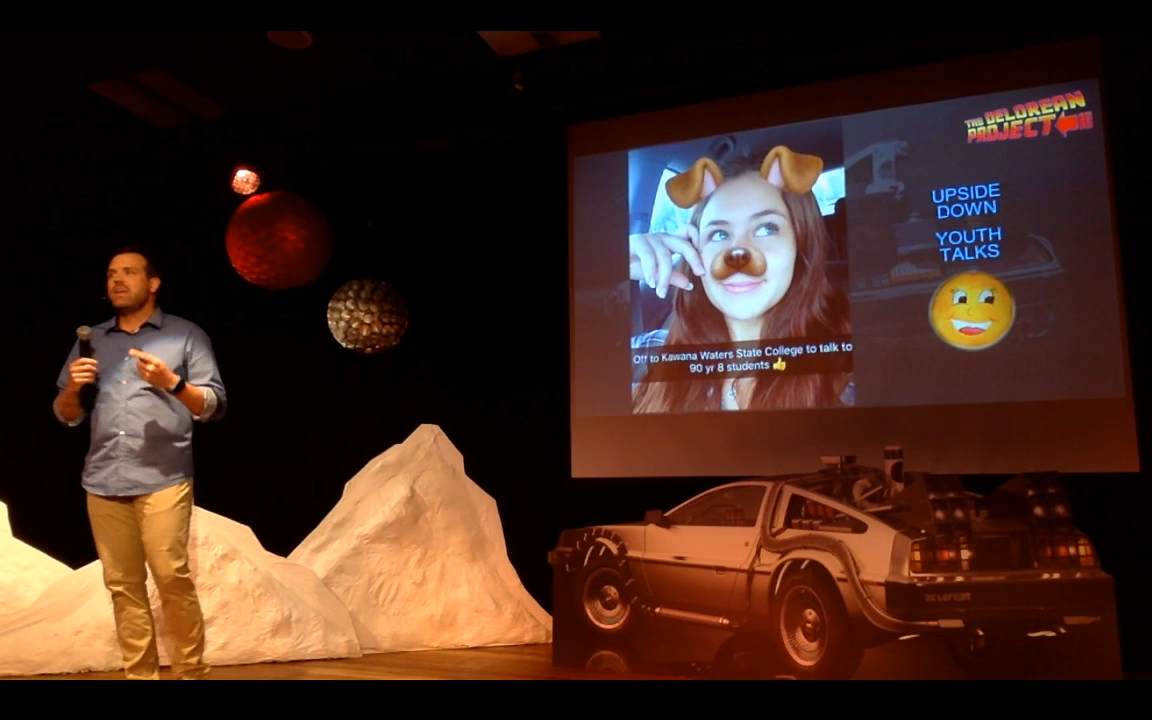 THE DELOREAN
PROJECT
UPSIDE
DOWN
YOUTH
TALKS
Off to Kawana Waters State College to talk to
90 yr 8 students 👍
DELOREAN